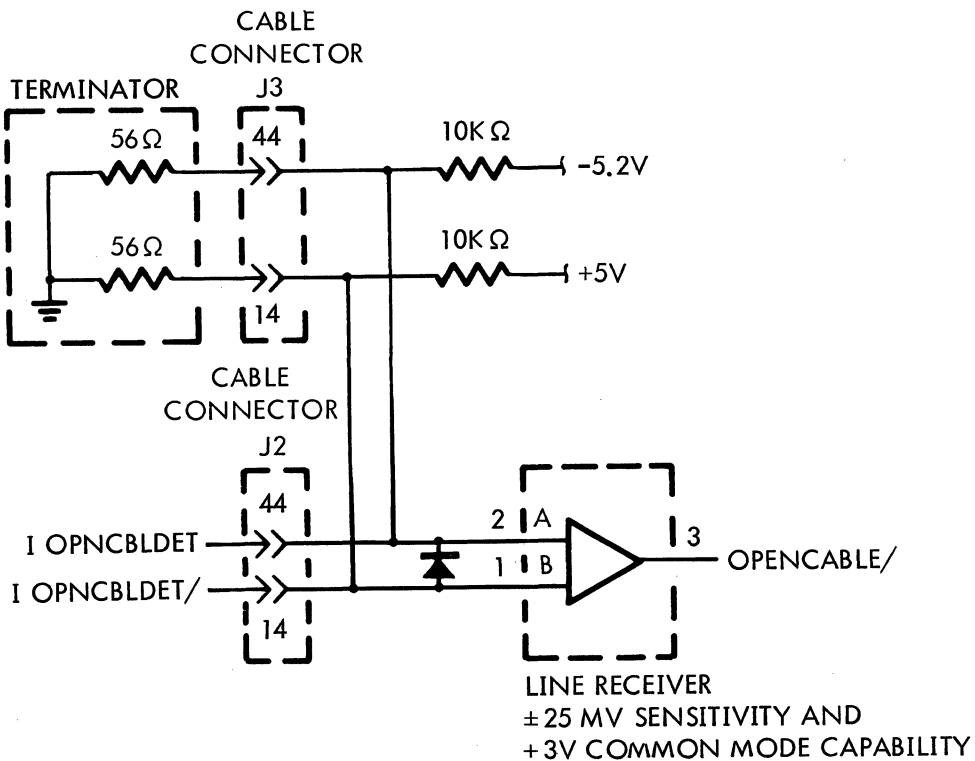 CABLE
CONNECTOR
TERMINATOR
J3
56Ω
44
10K Ω
-5.2V
56Ω
10K Ω
+5V
14
CABLE
CONNECTOR
J2
44
I OPNCBLDET
2
A
3
OPENCABLE/
I OPNCBLDET/
1
B
14
LINE RECEIVER
±25 MV SENSITIVITY AND
+3V COMMON MODE CAPABILITY